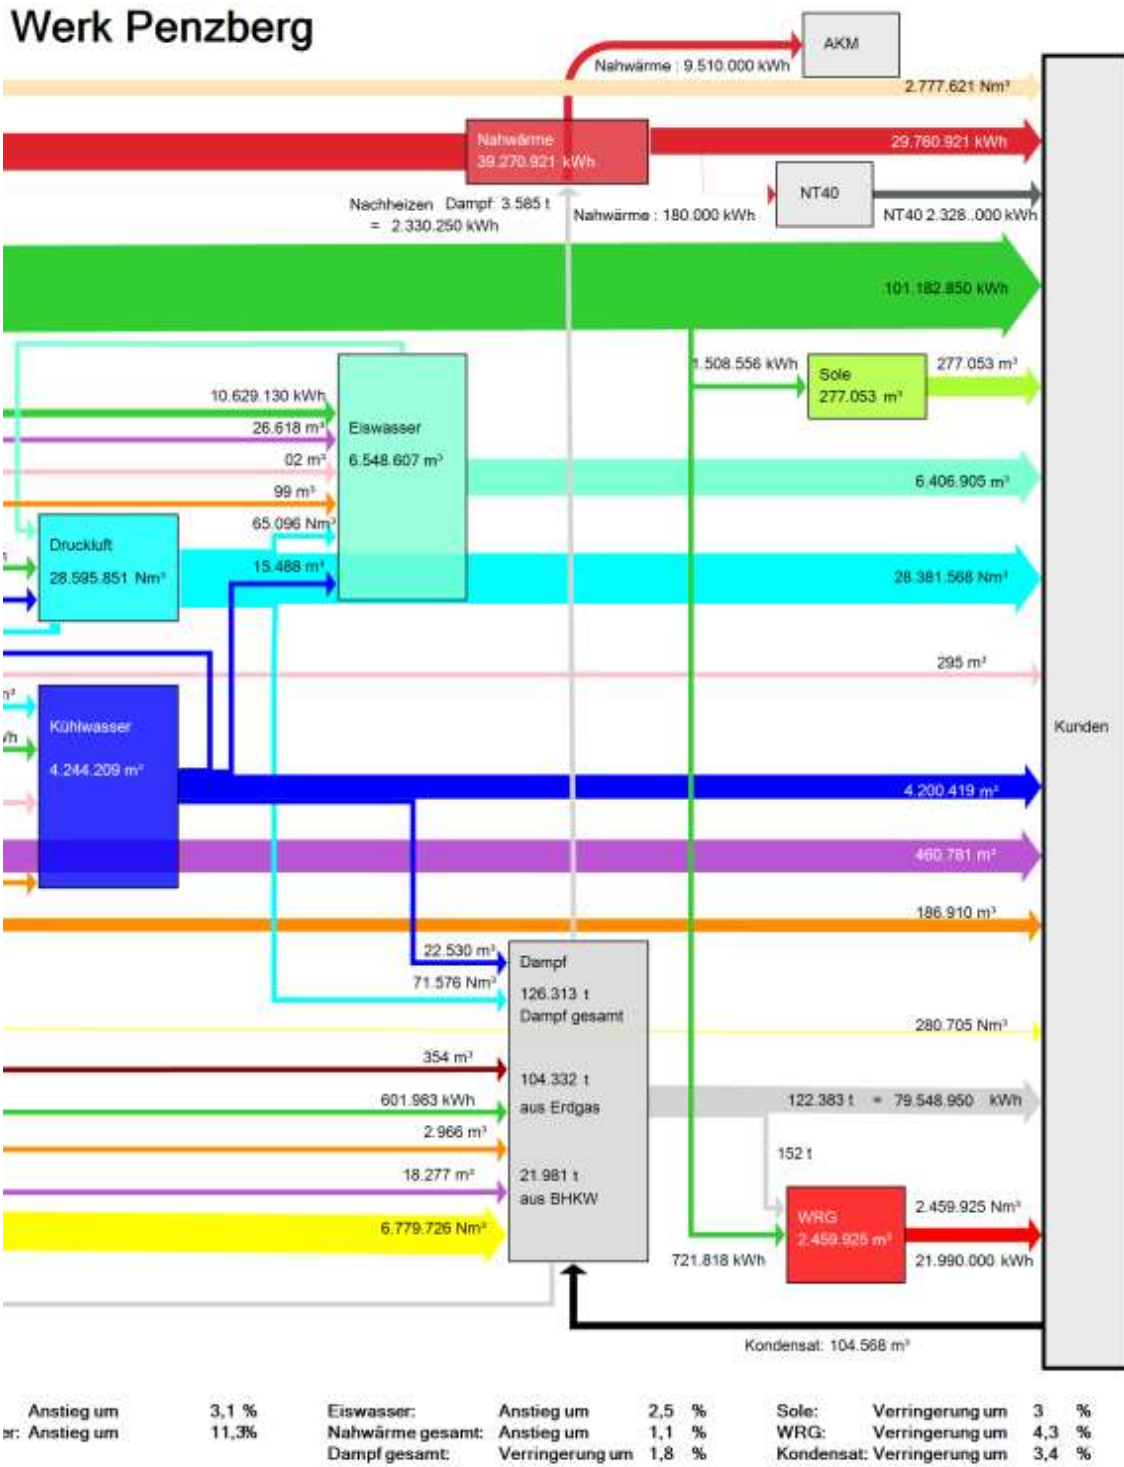 Werk Penzberg
AKM
Nahwärme : 9.510.000 kWh
2.777.621 Nm³
Nahwärme
39.270.921 kWh
29.760.921 kWh
Nachheizen Dampf: 3.585 t
= 2.330.250 kWh
Nahwärme : 180.000 kWh
NT40
NT40 2.328..000 kWh
101.182.850 kWh
1.508.556 kWh
Sole
277.053 m³
277.053 m³
10.629.130 kWh
26.618 m³
02 m³
99 m³
65.096 Nm³
15.488 m³
Eiswasser
6.548.607 m³
6.406.905 m³
Druckluft
28.595.851 Nm³
28.381.568 Nm³
295 m³
Kühlwasser
4.244.209 m³
Kunden
4.200.419 m³
460.781 m³
186.910 m³
22.530 m³
71.576 Nm³
Dampf
126.313 t
Dampf gesamt
104.332 t
aus Erdgas
21.981 t
aus BHKW
280.705 Nm³
354 m³
601.963 kWh
2.966 m³
18.277 m³
6.779.726 Nm³
122.383 t = 79.548.950 kWh
152 t
WRG
2.459.925 m³
2.459.925 Nm³
21.990.000 kWh
721.818 kWh
Kondensat: 104.568 m³
Anstieg um 3,1 % Eiswasser: Anstieg um 2,5 % Sole: Verringerung um 3 %
er: Anstieg um 11,3% Nahwärme gesamt: Anstieg um 1,1 % WRG: Verringerung um 4,3 %
Dampf gesamt: Verringerung um 1,8 % Kondensat: Verringerung um 3,4 %